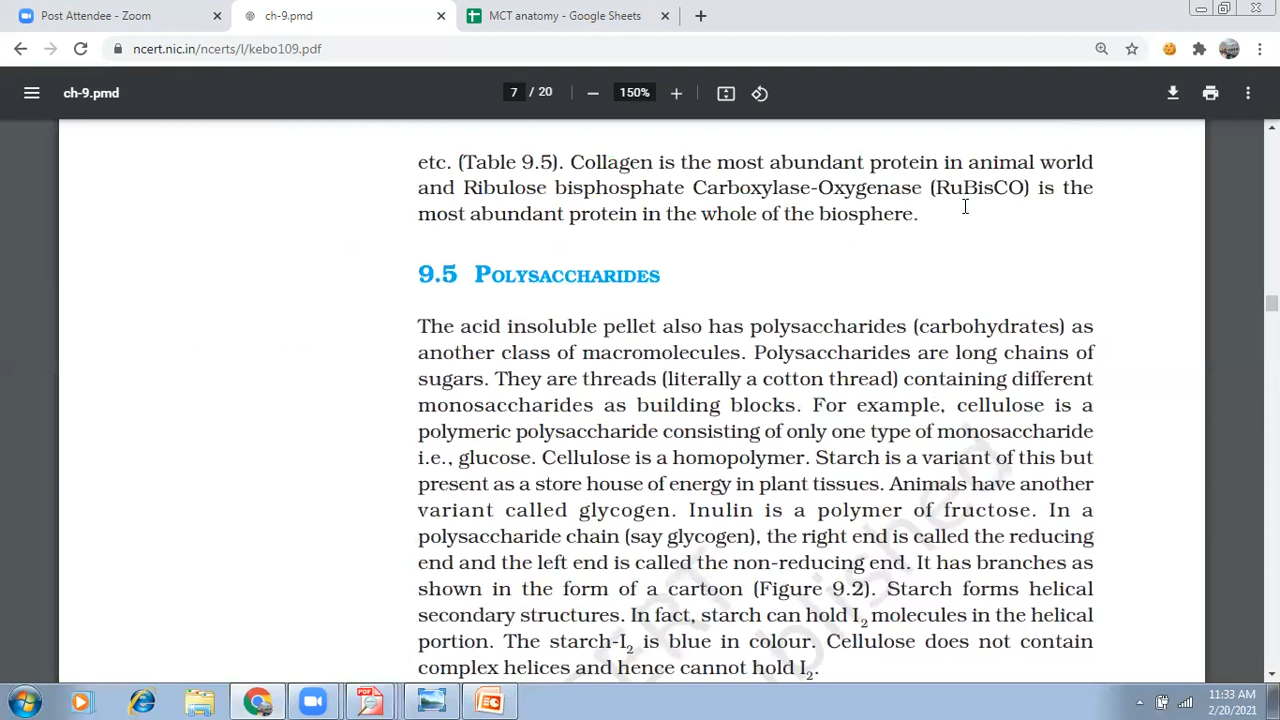 Post Attendee - Zoom
ch-9.pmd
MCT anatomy - Google Sheets
ncert.nic.in/ncerts/l/kebo109.pdf
ch-9.pmd
7 / 20
150%
etc. (Table 9.5). Collagen is the most abundant protein in animal world
and Ribulose bisphosphate Carboxylase-Oxygenase (RuBisCO) is the
most abundant protein in the whole of the biosphere.
9.5 POLYSACCHARIDES
The acid insoluble pellet also has polysaccharides (carbohydrates) as
another class of macromolecules. Polysaccharides are long chains of
sugars. They are threads (literally a cotton thread) containing different
monosaccharides as building blocks. For example, cellulose is a
polymeric polysaccharide consisting of only one type of monosaccharide
i.e., glucose. Cellulose is a homopolymer. Starch is a variant of this but
present as a store house of energy in plant tissues. Animals have another
variant called glycogen. Inulin is a polymer of fructose. In a
polysaccharide chain (say glycogen), the right end is called the reducing
end and the left end is called the non-reducing end. It has branches as
shown in the form of a cartoon (Figure 9.2). Starch forms helical
secondary structures. In fact, starch can hold I₂ molecules in the helical
portion. The starch-I₂ is blue in colour. Cellulose does not contain
complex helices and hence cannot hold I₂.
11:33 AM
2/20/2021